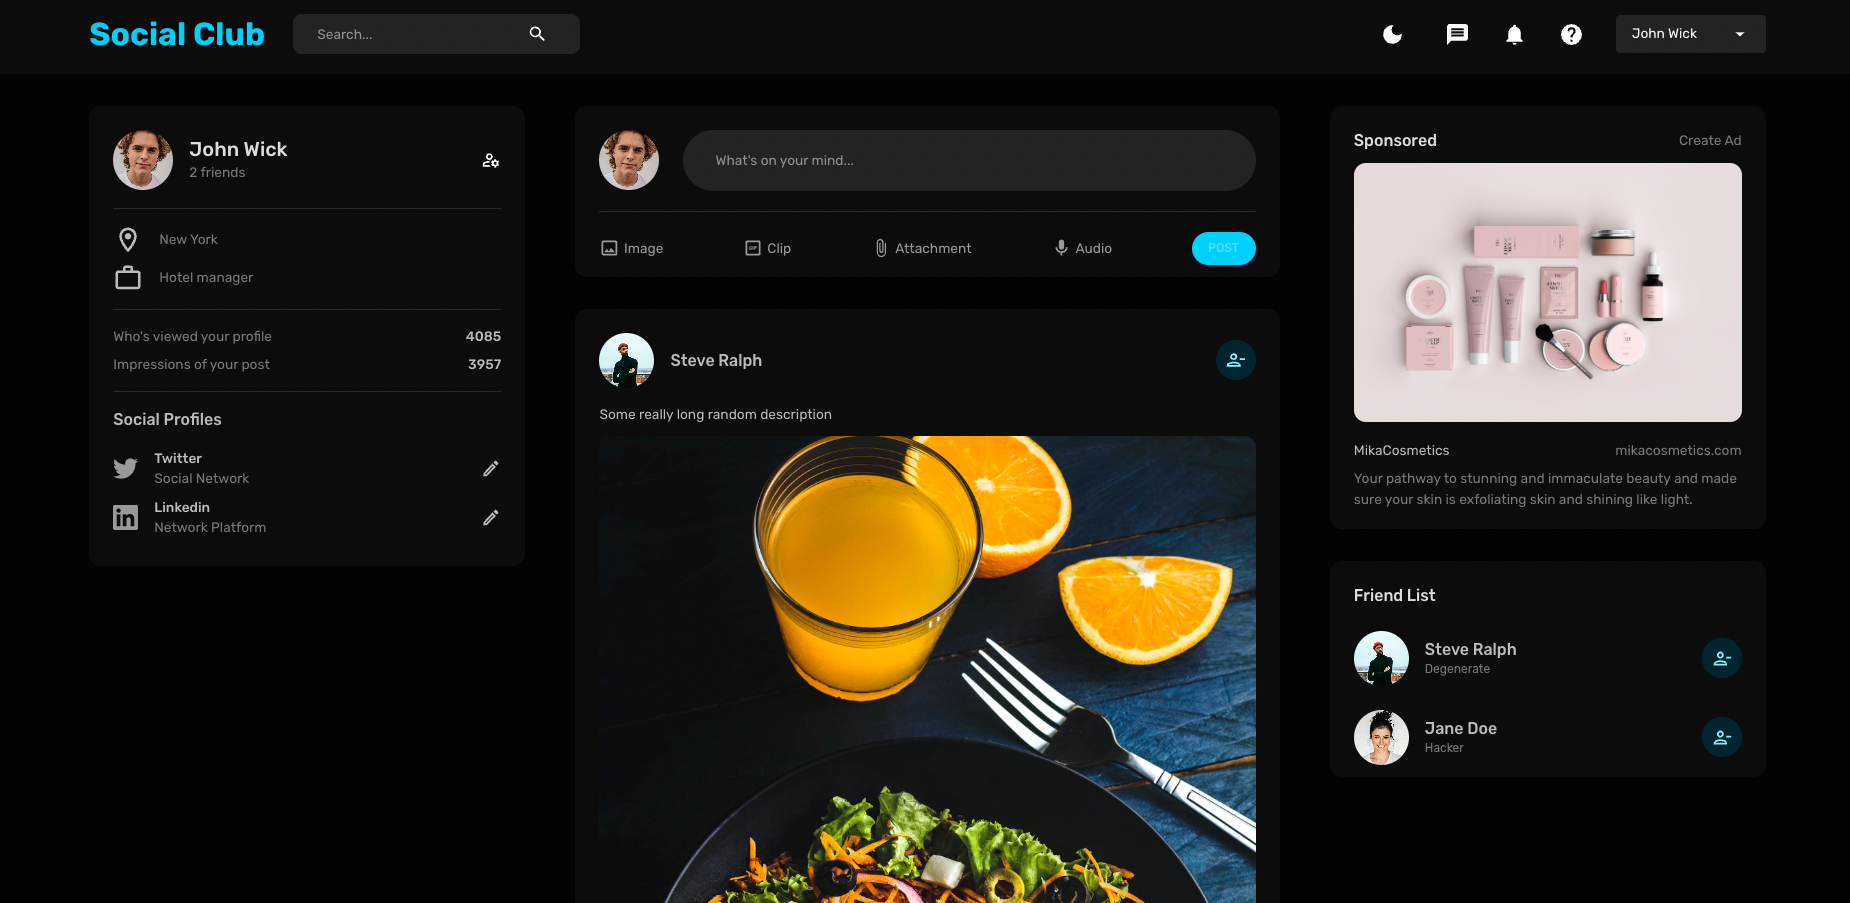 Social Club
Search...
John Wick
John Wick
2 friends
New York
Hotel manager
Who's viewed your profile 4085
Impressions of your post 3957
Social Profiles
Twitter
Social Network
Linkedin
Network Platform
What's on your mind...
Image Clip Attachment Audio POST
Steve Ralph
Some really long random description
Sponsored Create Ad
MikaCosmetics mikacosmetics.com
Your pathway to stunning and immaculate beauty and made
sure your skin is exfoliating skin and shining like light.
Friend List
Steve Ralph
Degenerate
Jane Doe
Hacker